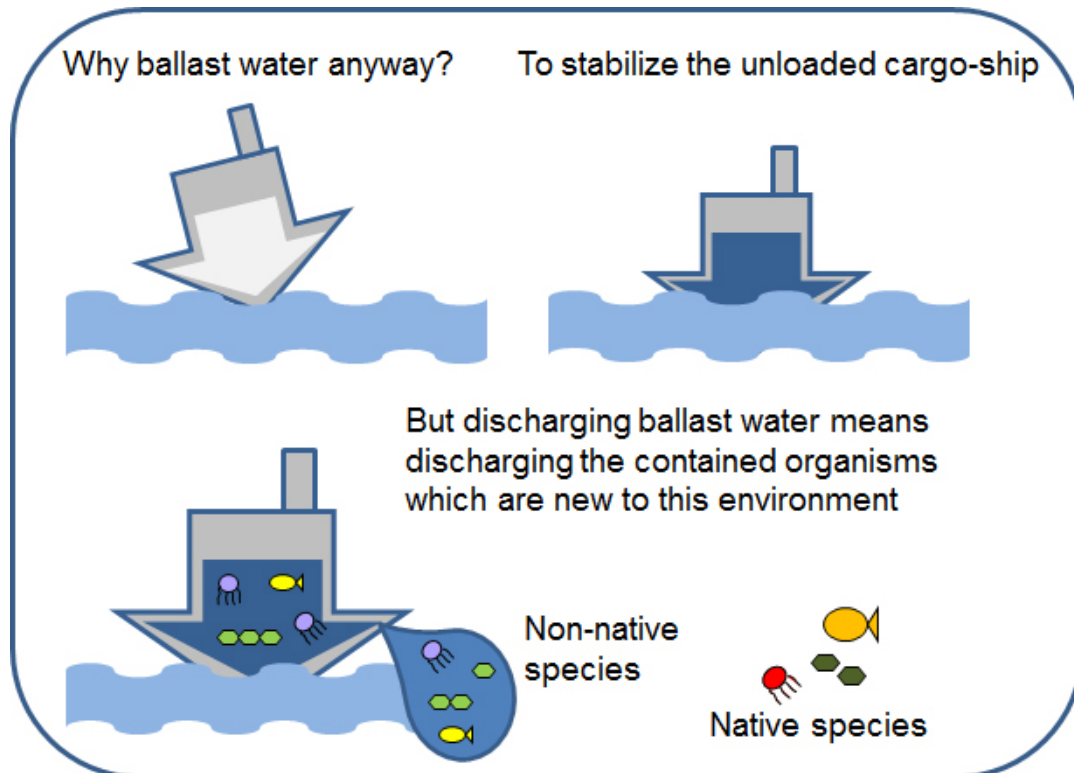 Why ballast water anyway?
To stabilize the unloaded cargo-ship
But discharging ballast water means
discharging the contained organisms
which are new to this environment
Non-native
species
Native species